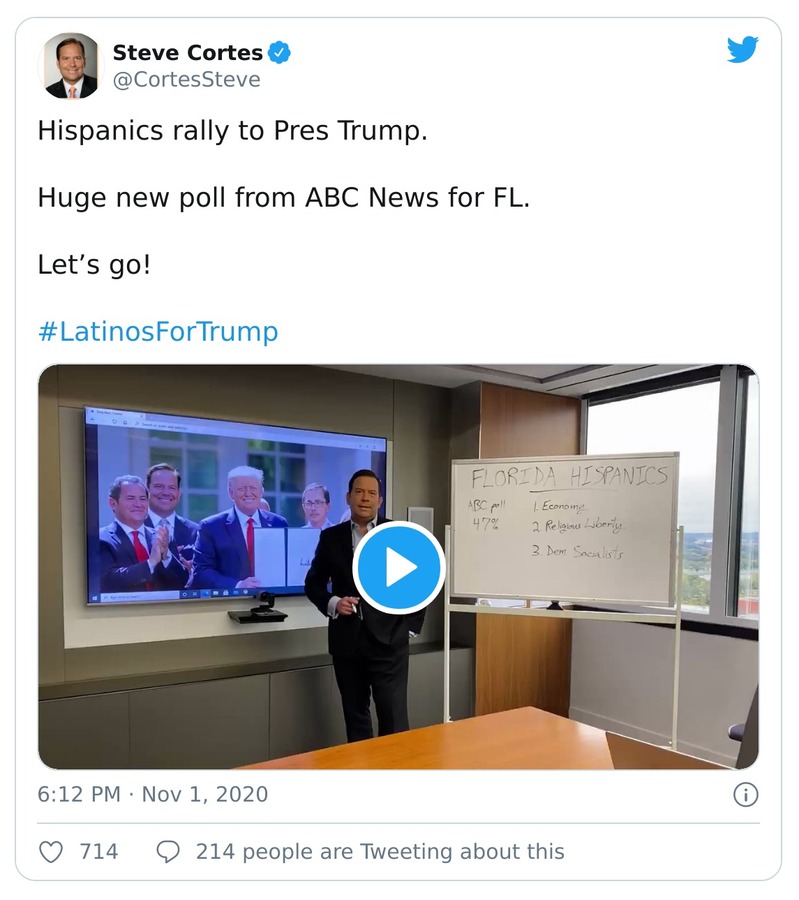 Steve Cortes
@CortesSteve
Hispanics rally to Pres Trump.
Huge new poll from ABC News for FL.
Let’s go!
#LatinosForTrump
FLORIDA HISPANICS
ABC poll
47%
1. Economy
2. Religious Liberty
3. Dem Socialists
6:12 PM · Nov 1, 2020
714
214 people are Tweeting about this